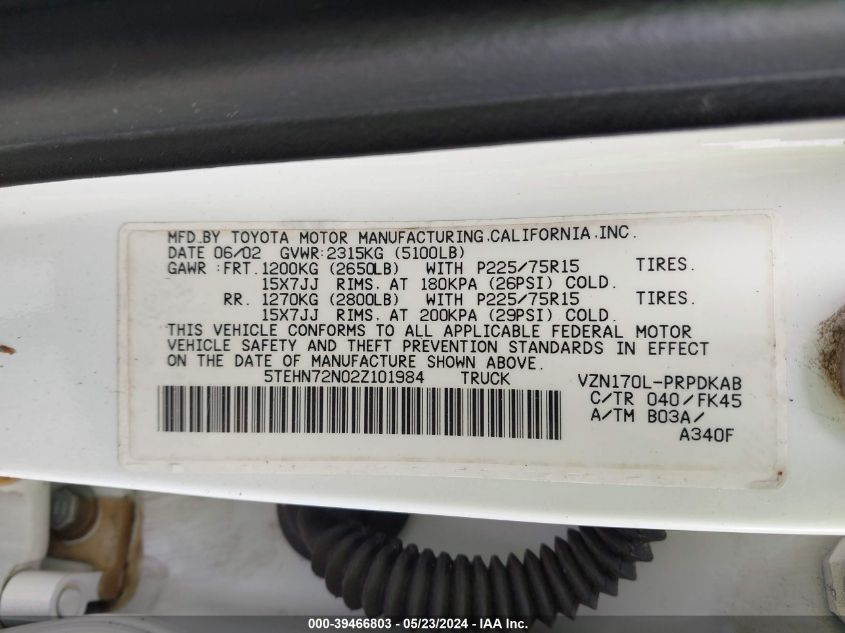 MFD.BY TOYOTA MOTOR MANUFACTURING,CALIFORNIA,INC.
DATE 06/02 GVWR:2315KG (5100LB)
GAWR :FRT.1200KG (2650LB) WITH P225/75R15 TIRES.
15X7JJ RIMS. AT 180KPA (26PSI) COLD.
RR. 1270KG (2800LB) WITH P225/75R15 TIRES.
15X7JJ RIMS. AT 200KPA (29PSI) COLD.
THIS VEHICLE CONFORMS TO ALL APPLICABLE FEDERAL MOTOR
VEHICLE SAFETY AND THEFT PREVENTION STANDARDS IN EFFECT
ON THE DATE OF MANUFACTURE SHOWN ABOVE.
5TEHN72N02Z101984 TRUCK VZN170L-PRPDKAB
C/TR 040/FK45
A/TM B03A/
A340F
000-39466803 - 05/23/2024 - IAA Inc.